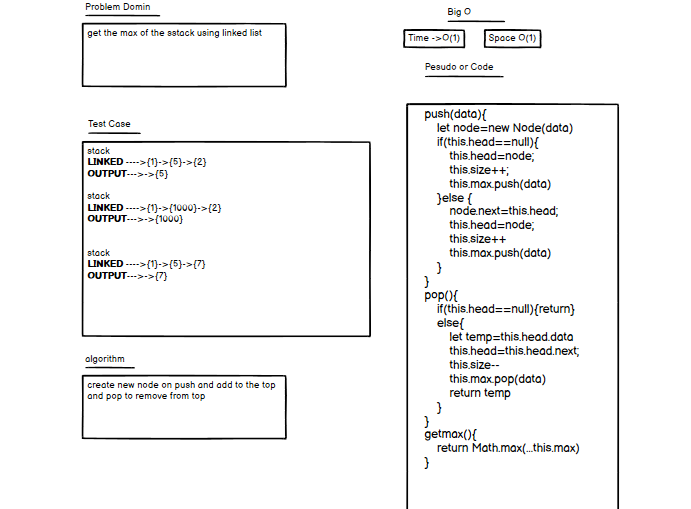 Problem Domin
get the max of the sstack using linked list
Test Case
stack
LINKED ---->{1}->{5}->{2}
OUTPUT--->->{5}
stack
LINKED ---->{1}->{1000}->{2}
OUTPUT--->->{1000}
stack
LINKED ---->{1}->{5}->{7}
OUTPUT--->->{7}
algorithm
create new node on push and add to the top
and pop to remove from top
Big O
Time ->O(1)
Space O(1)
Pesudo or Code
push(data){
let node=new Node(data)
if(this.head==null){
this.head=node;
this.size++;
this.max.push(data)
}else {
node.next=this.head;
this.head=node;
this.size++
this.max.push(data)
}
}
pop(){
if(this.head==null){return}
else{
let temp=this.head.data
this.head=this.head.next;
this.size--
this.max.pop(data)
return temp
}
}
getmax(){
return Math.max(...this.max)
}